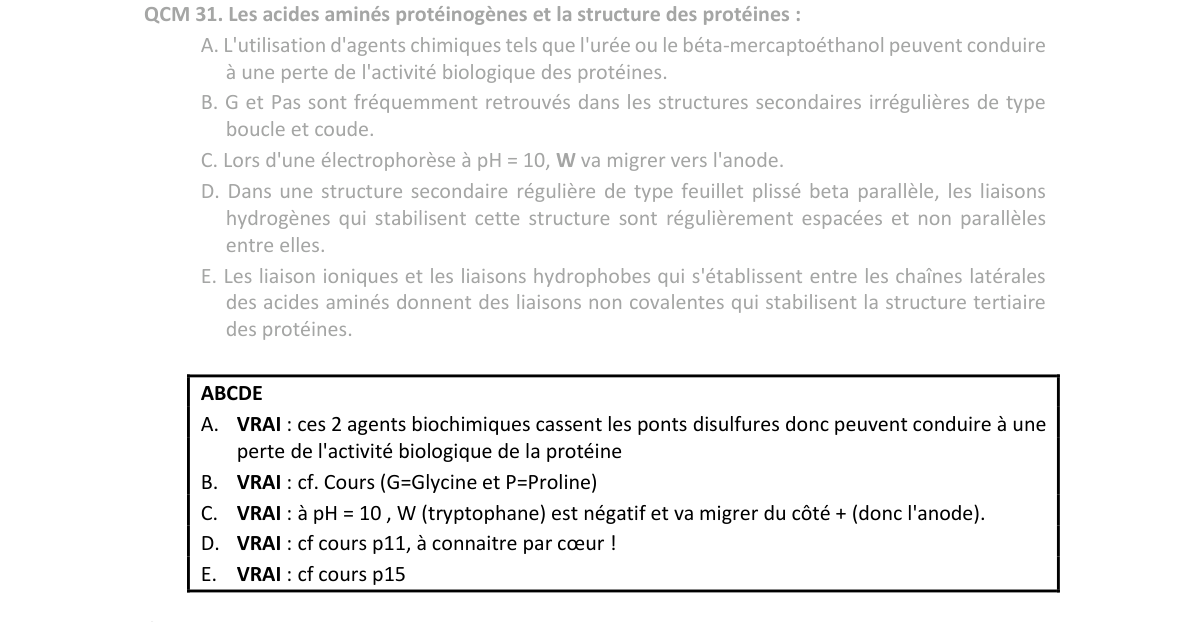 QCM 31. Les acides aminés protéinogènes et la structure des protéines :
A. L'utilisation d'agents chimiques tels que l'urée ou le béta-mercaptoéthanol peuvent conduire
à une perte de l'activité biologique des protéines.
B. G et Pas sont fréquemment retrouvés dans les structures secondaires irrégulières de type
boucle et coude.
C. Lors d'une électrophorèse à pH = 10, W va migrer vers l'anode.
D. Dans une structure secondaire régulière de type feuillet plissé beta parallèle, les liaisons
hydrogènes qui stabilisent cette structure sont régulièrement espacées et non parallèles
entre elles.
E. Les liaison ioniques et les liaisons hydrophobes qui s'établissent entre les chaînes latérales
des acides aminés donnent des liaisons non covalentes qui stabilisent la structure tertiaire
des protéines.
ABCDE
A. VRAI : ces 2 agents biochimiques cassent les ponts disulfures donc peuvent conduire à une
perte de l'activité biologique de la protéine
B. VRAI : cf. Cours (G=Glycine et P=Proline)
C. VRAI : à pH = 10 , W (tryptophane) est négatif et va migrer du côté + (donc l'anode).
D. VRAI : cf cours p11, à connaitre par cœur !
E. VRAI : cf cours p15